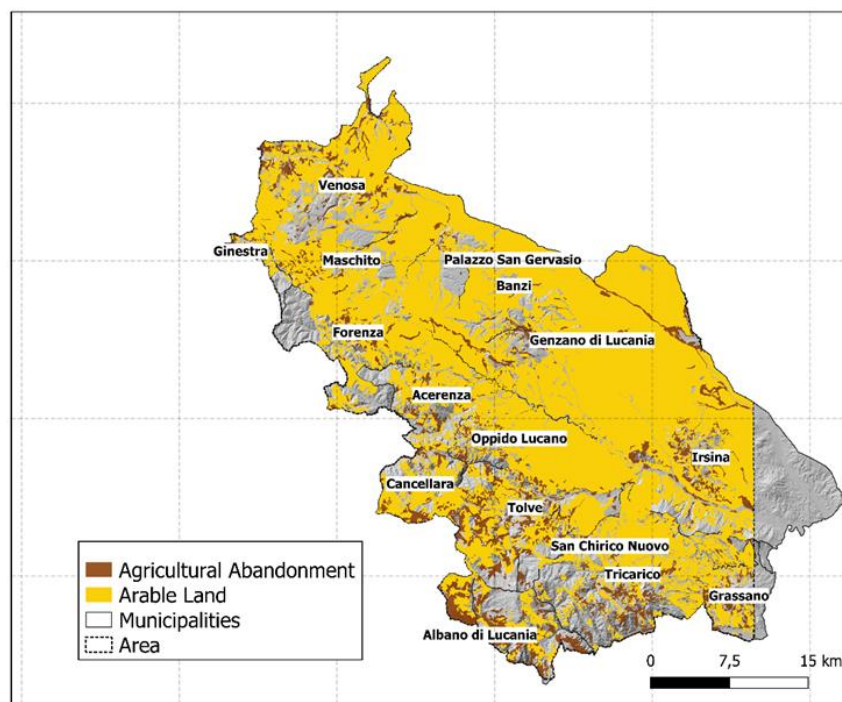 Venosa
Ginestra
Maschito
Palazzo San Gervasio
Banzi
Forenza
Genzano di Lucania
Acerenza
Oppido Lucano
Irsina
Cancellara
Tolve
San Chirico Nuovo
Tricarico
Grassano
Albano di Lucania
Agricultural Abandonment
Arable Land
Municipalities
Area
0 7,5 15 km